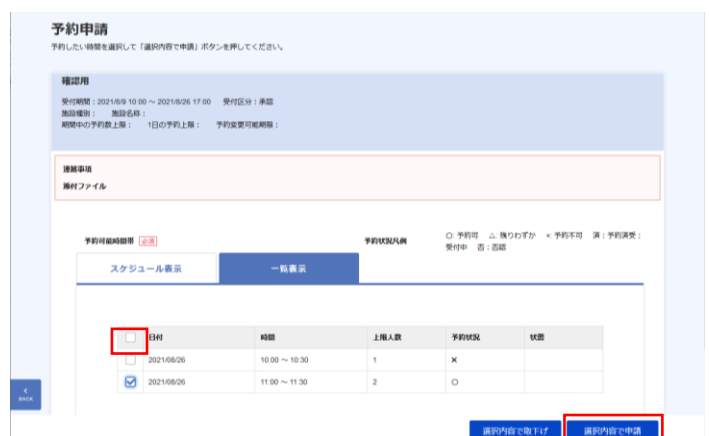 予約申請
予約したい時間を選択して「選択内容で申請」ボタンを押してください。
確認用
受付期間：2021/8/9 10:00 ～ 2021/8/26 17:00 受付区分：承認
施設種別： 施設名称：
期間中の予約数上限： 1日の予約上限： 予約変更可能期限：
連絡事項
添付ファイル
予約可能時間帯 必須 予約状況凡例 〇:予約可 △:残りわずか ×:予約不可 済：予約済受：
受付中 否：否認
スケジュール表示 一覧表示
日付 時間 上限人数 予約状況 状態
2021/08/26 10:00 ～ 10:30 1 ×
2021/08/26 11:00 ～ 11:30 2 〇
BACK
選択内容で取下げ 選択内容で申請